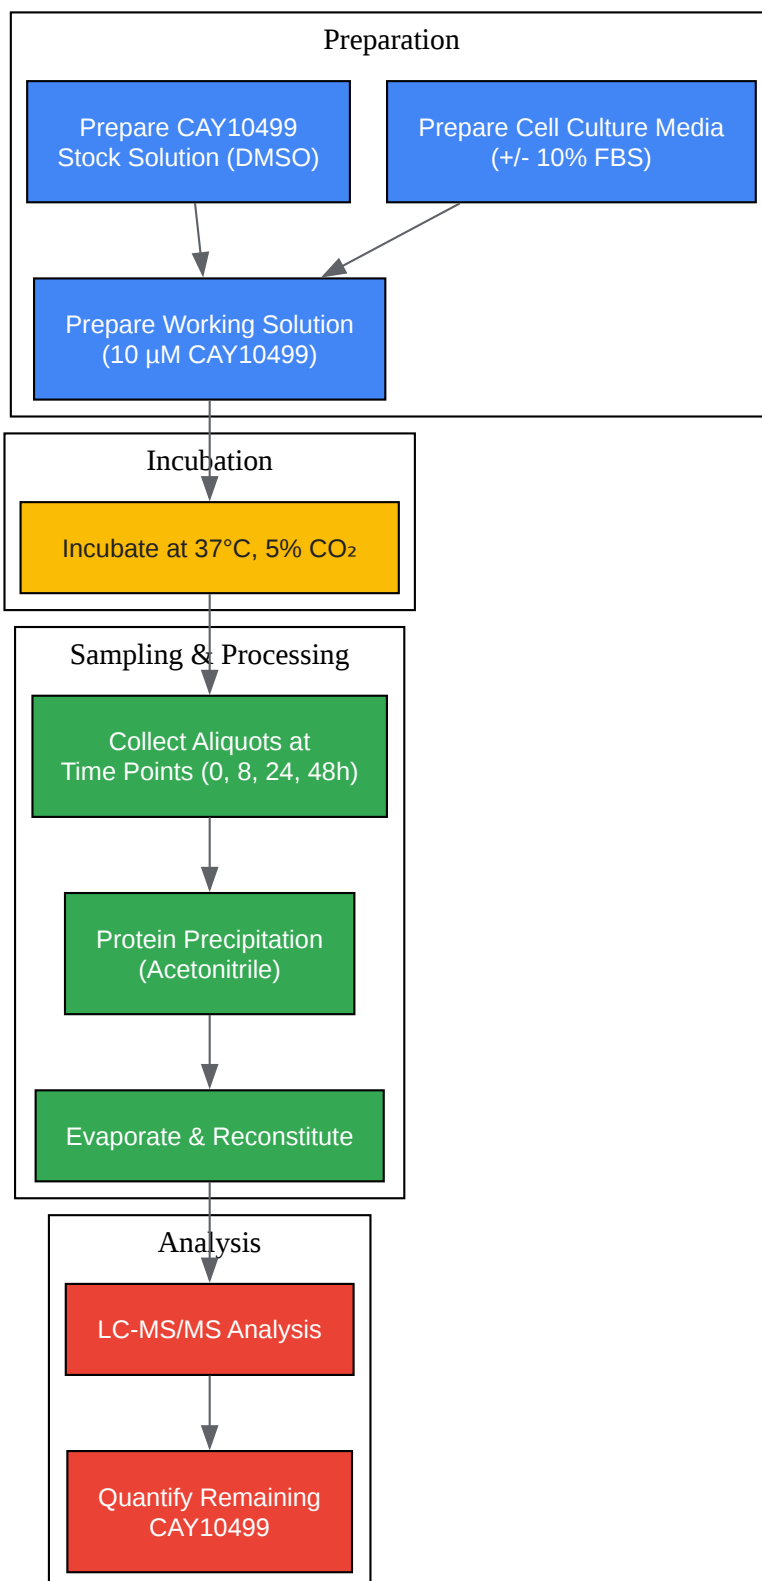 Preparation
Prepare CAY10499
Stock Solution (DMSO)
Prepare Cell Culture Media
(+/- 10% FBS)
Prepare Working Solution
(10 µM CAY10499)
Incubation
Incubate at 37°C, 5% CO₂
Sampling & Processing
Collect Aliquots at
Time Points (0, 8, 24, 48h)
Protein Precipitation
(Acetonitrile)
Evaporate & Reconstitute
Analysis
LC-MS/MS Analysis
Quantify Remaining
CAY10499